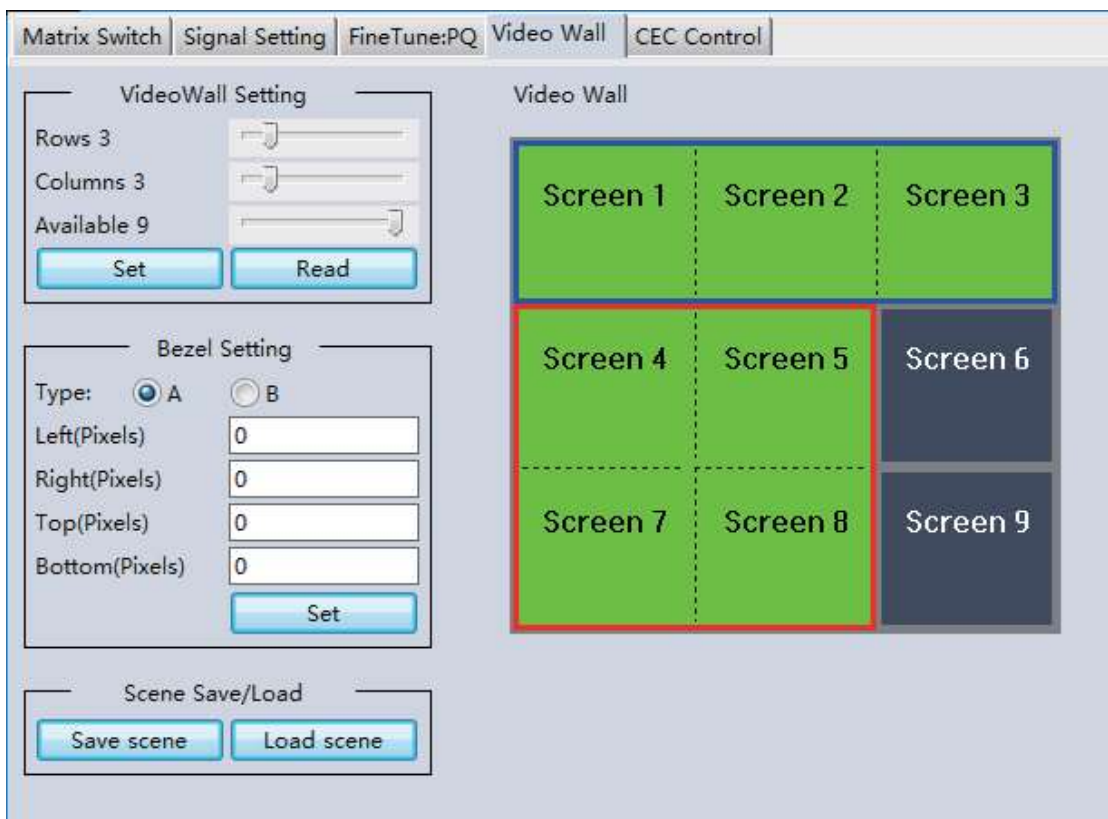 Matrix Switch Signal Setting FineTune:PQ Video Wall CEC Control
VideoWall Setting
Rows 3
Columns 3
Available 9
Set Read
Bezel Setting
Type: A B
Left(Pixels) 0
Right(Pixels) 0
Top(Pixels) 0
Bottom(Pixels) 0
Set
Scene Save/Load
Save scene Load scene
Video Wall
Screen 1 Screen 2 Screen 3
Screen 4 Screen 5 Screen 6
Screen 7 Screen 8 Screen 9